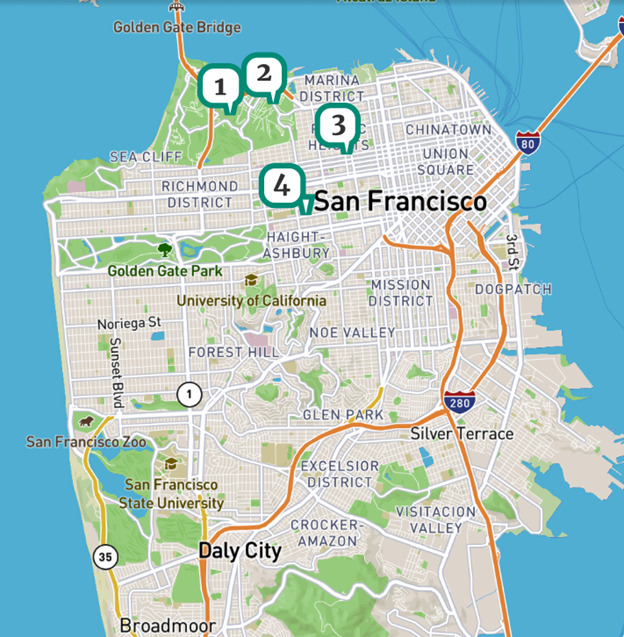 Golden Gate Bridge
1
2
MARINA
DISTRICT
3
HEIGHTS
CHINATOWN
UNION
SQUARE
80
SEA CLIFF
RICHMOND
DISTRICT
4
San Francisco
HAIGHT-
ASHBURY
3rd St
Golden Gate Park
University of California
MISSION
DISTRICT
DOGPATCH
Noriega St
NOE VALLEY
Sunset Blvd
FOREST HILL
1
280
GLEN PARK
Silver Terrace
San Francisco Zoo
San Francisco
State University
EXCELSIOR
DISTRICT
VISITACION
VALLEY
CROCKER-
AMAZON
35
Daly City
Broadmoor